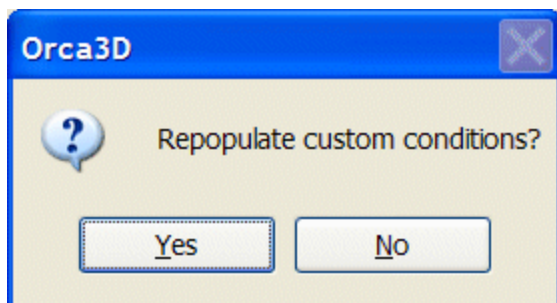 Orca3D
Repopulate custom conditions?
Yes
No